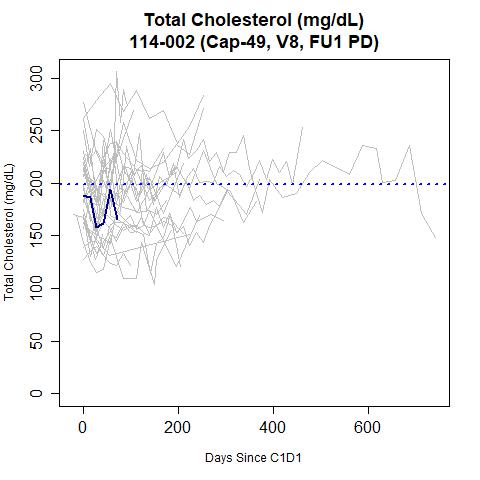 Total Cholesterol (mg/dL)
114-002 (Cap-49, V8, FU1 PD)
Total Cholesterol (mg/dL)
300
250
200
150
100
50
0
0 200 400 600
Days Since C1D1